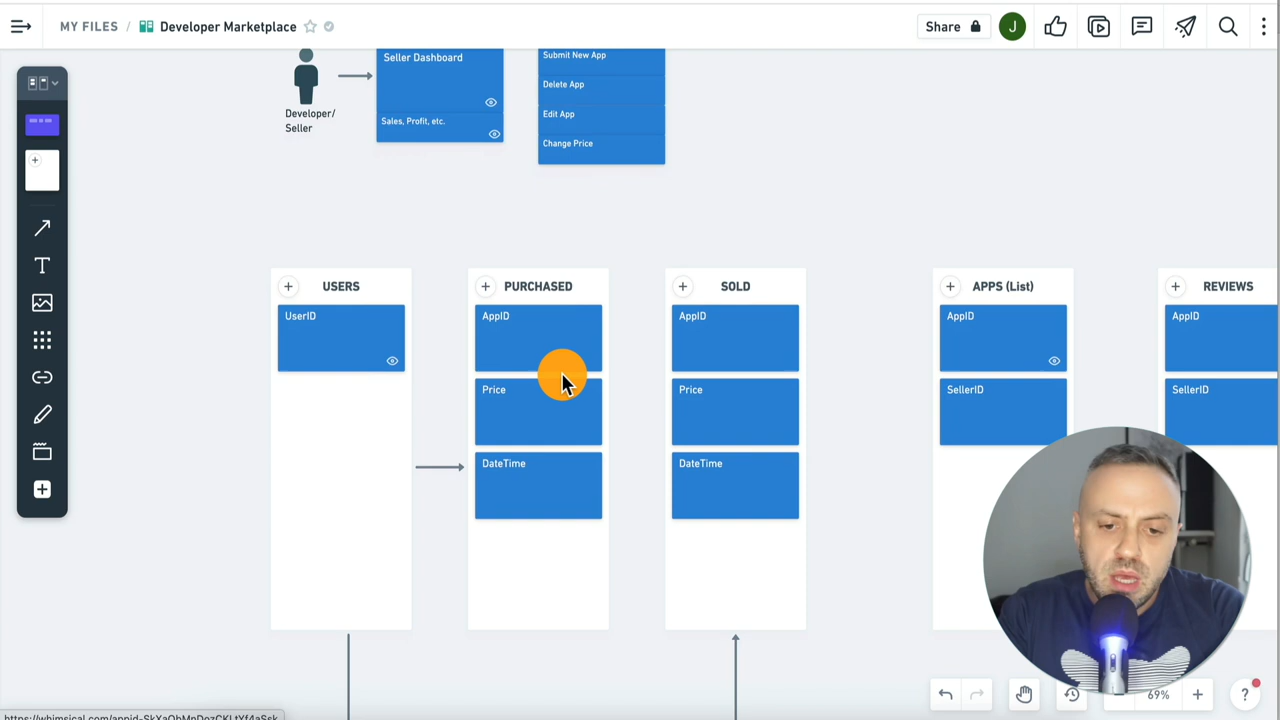 MY FILES / Developer Marketplace
Share
J
Seller Dashboard
Sales, Profit, etc.
Developer/
Seller
Submit New App
Delete App
Edit App
Change Price
USERS
UserID
PURCHASED
AppID
Price
DateTime
SOLD
AppID
Price
DateTime
APPS (List)
AppID
SellerID
REVIEWS
AppID
SellerID
69%
?